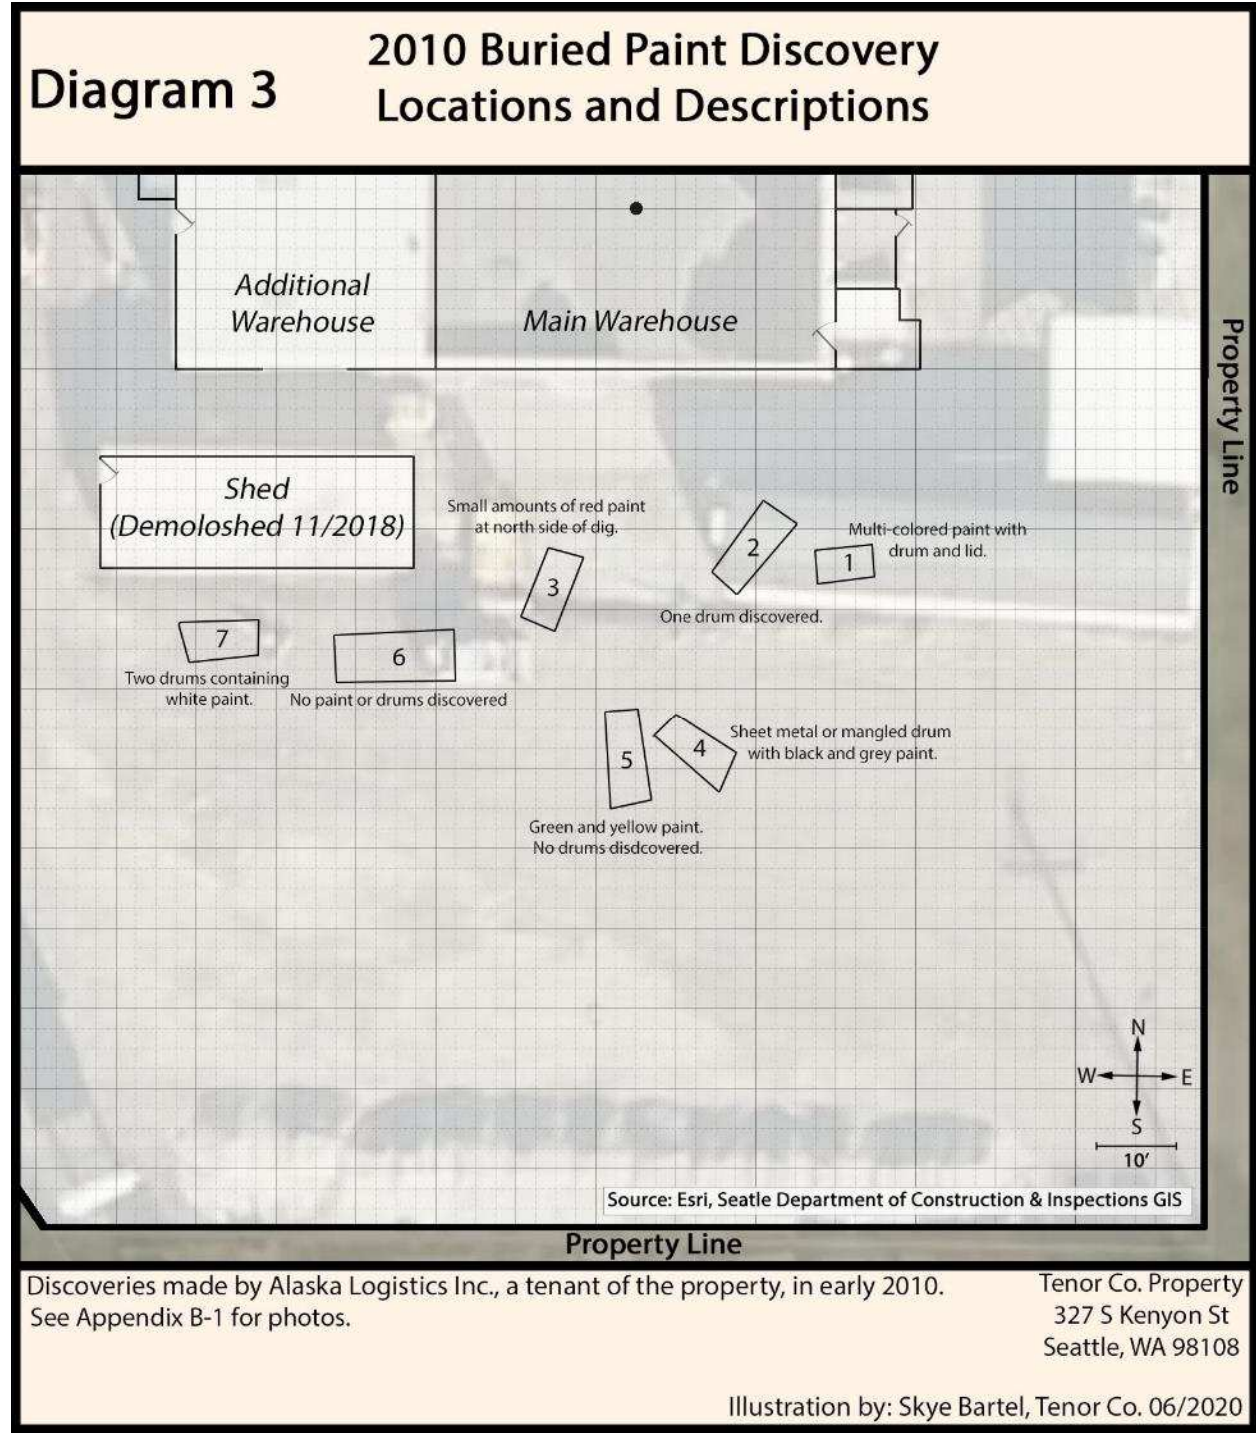 Diagram 3
2010 Buried Paint Discovery
Locations and Descriptions
Additional
Warehouse
Main Warehouse
Property Line
Shed
(Demoloshed 11/2018)
Small amounts of red paint
at north side of dig.
3
2
One drum discovered.
Multi-colored paint with
drum and lid.
1
7
Two drums containing
white paint.
6
No paint or drums discovered
5
4
Sheet metal or mangled drum
with black and grey paint.
Green and yellow paint.
No drums disdcovered.
N
W E
S
10'
Source: Esri, Seatle Department of Construction & Inspections GIS
Property Line
Discoveries made by Alaska Logistics Inc., a tenant of the property, in early 2010.
See Appendix B-1 for photos.
Tenor Co. Property
327 S Kenyon St
Seattle, WA 98108
Illustration by: Skye Bartel, Tenor Co. 06/2020